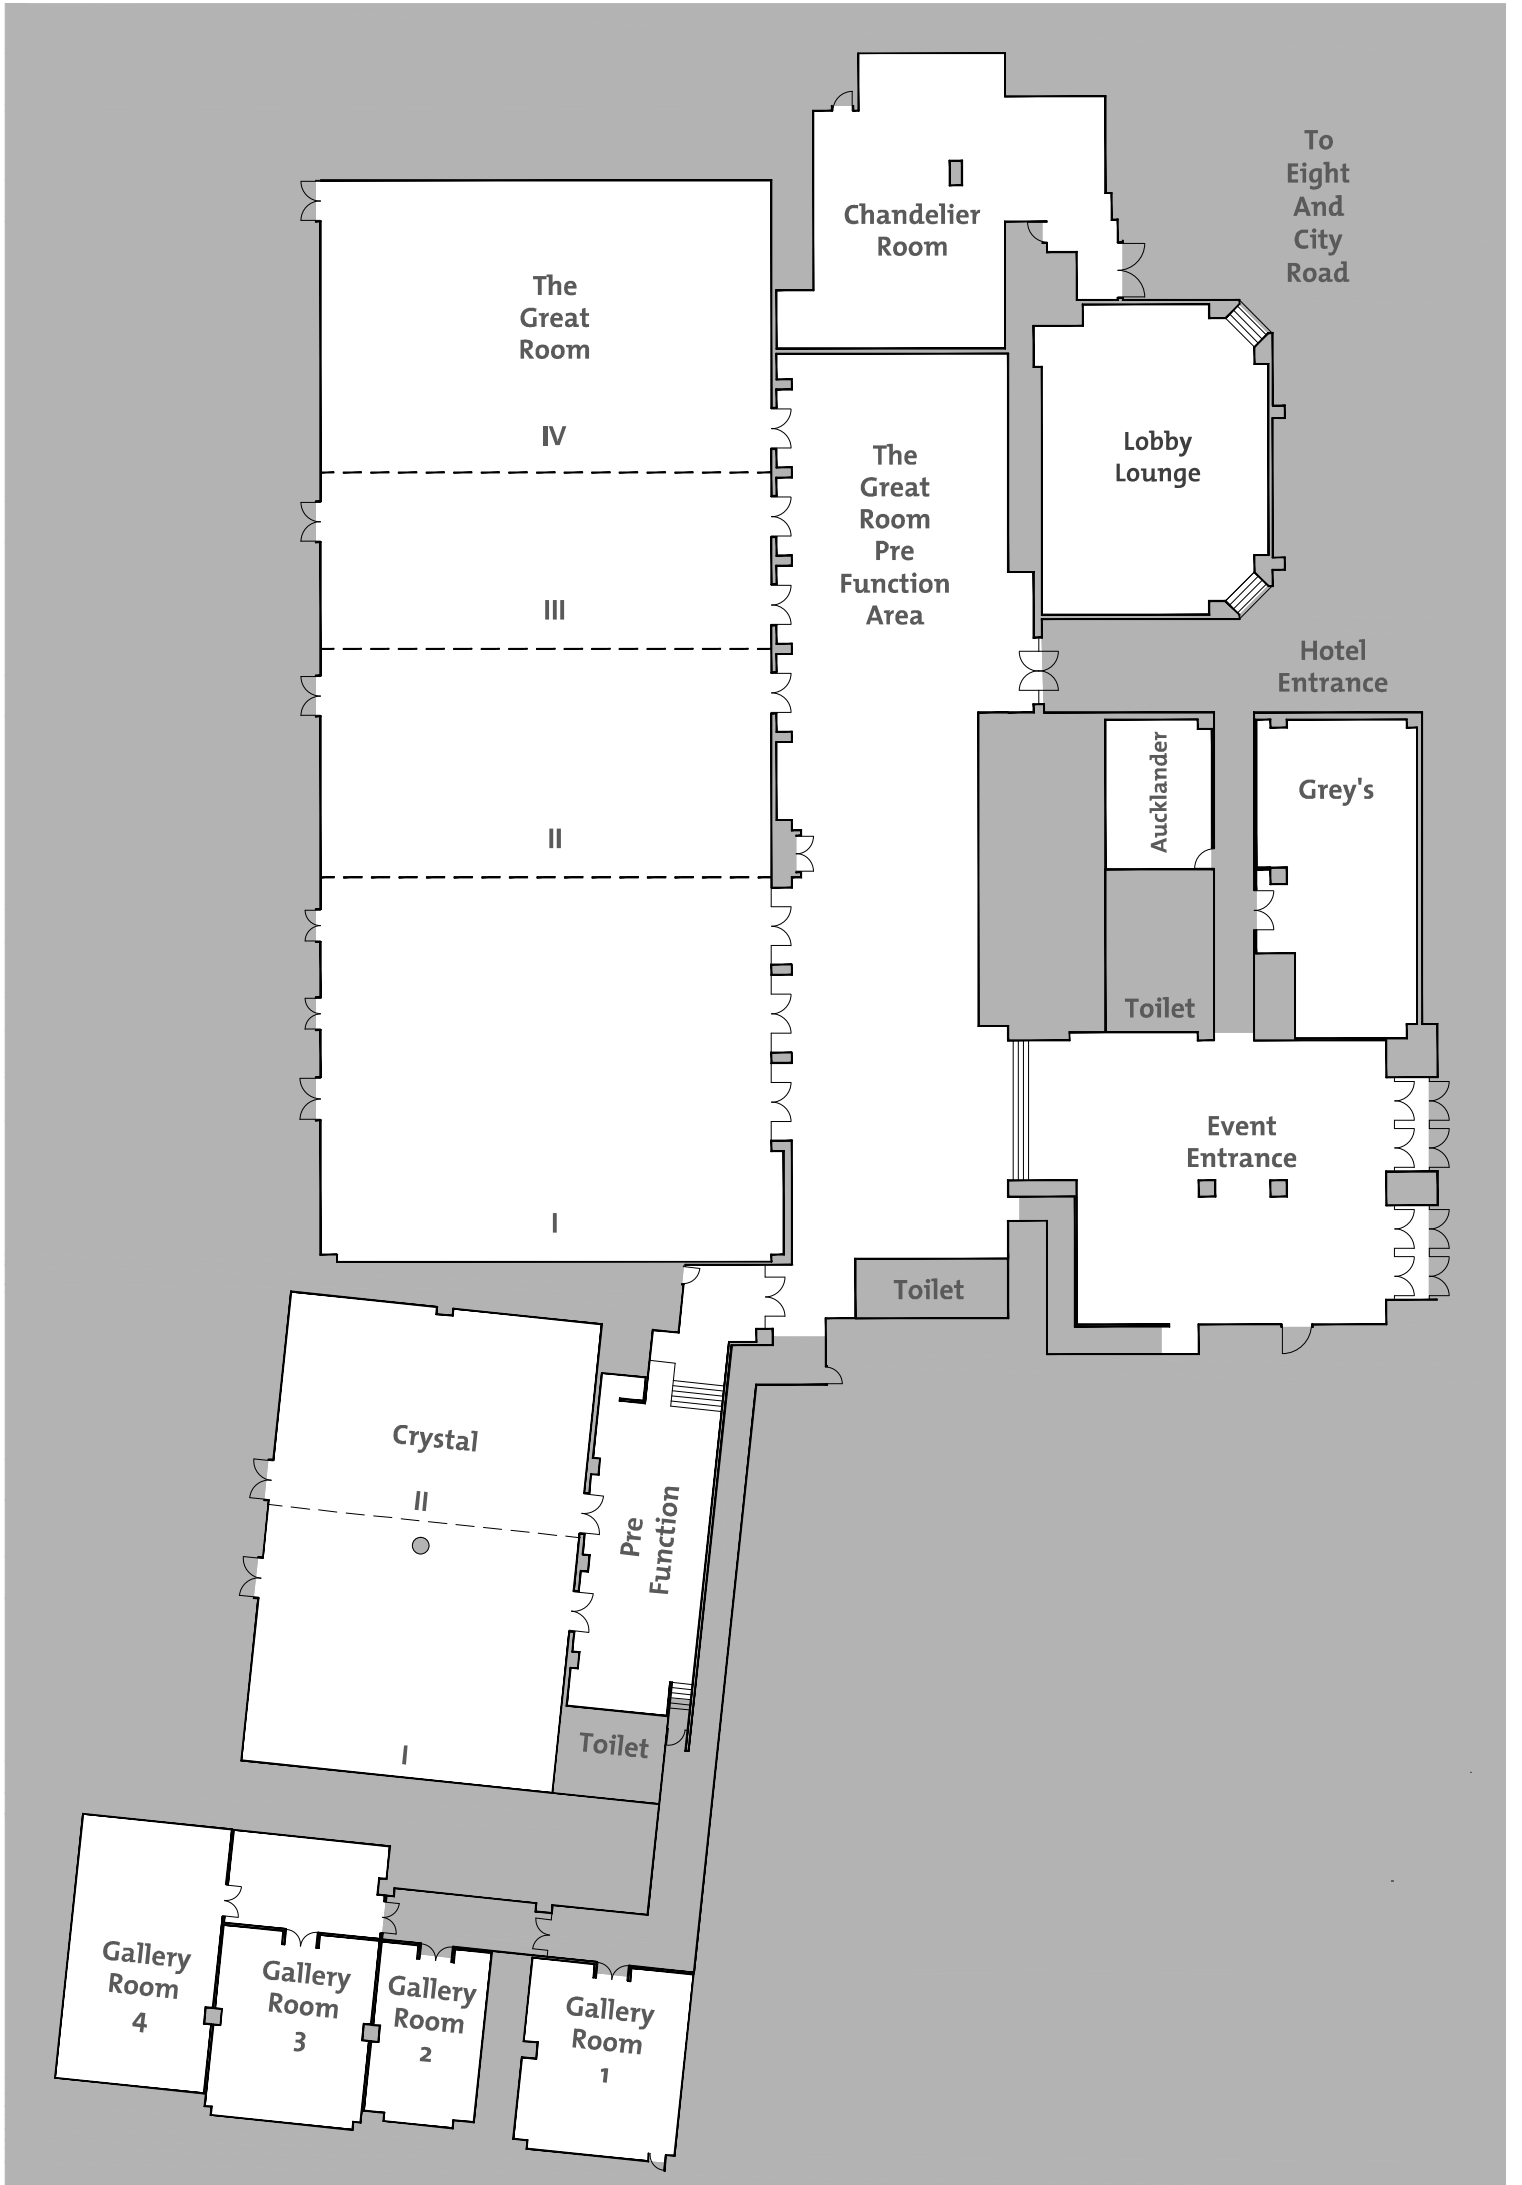 To
Eight
And
City
Road
Chandelier
Room
The
Great
Room
IV
III
II
I
The
Great
Room
Pre
Function
Area
Lobby
Lounge
Hotel
Entrance
Aucklander
Grey's
Toilet
Event
Entrance
Toilet
Crystal
II
I
Pre
Function
Toilet
Gallery
Room
4
Gallery
Room
3
Gallery
Room
2
Gallery
Room
1